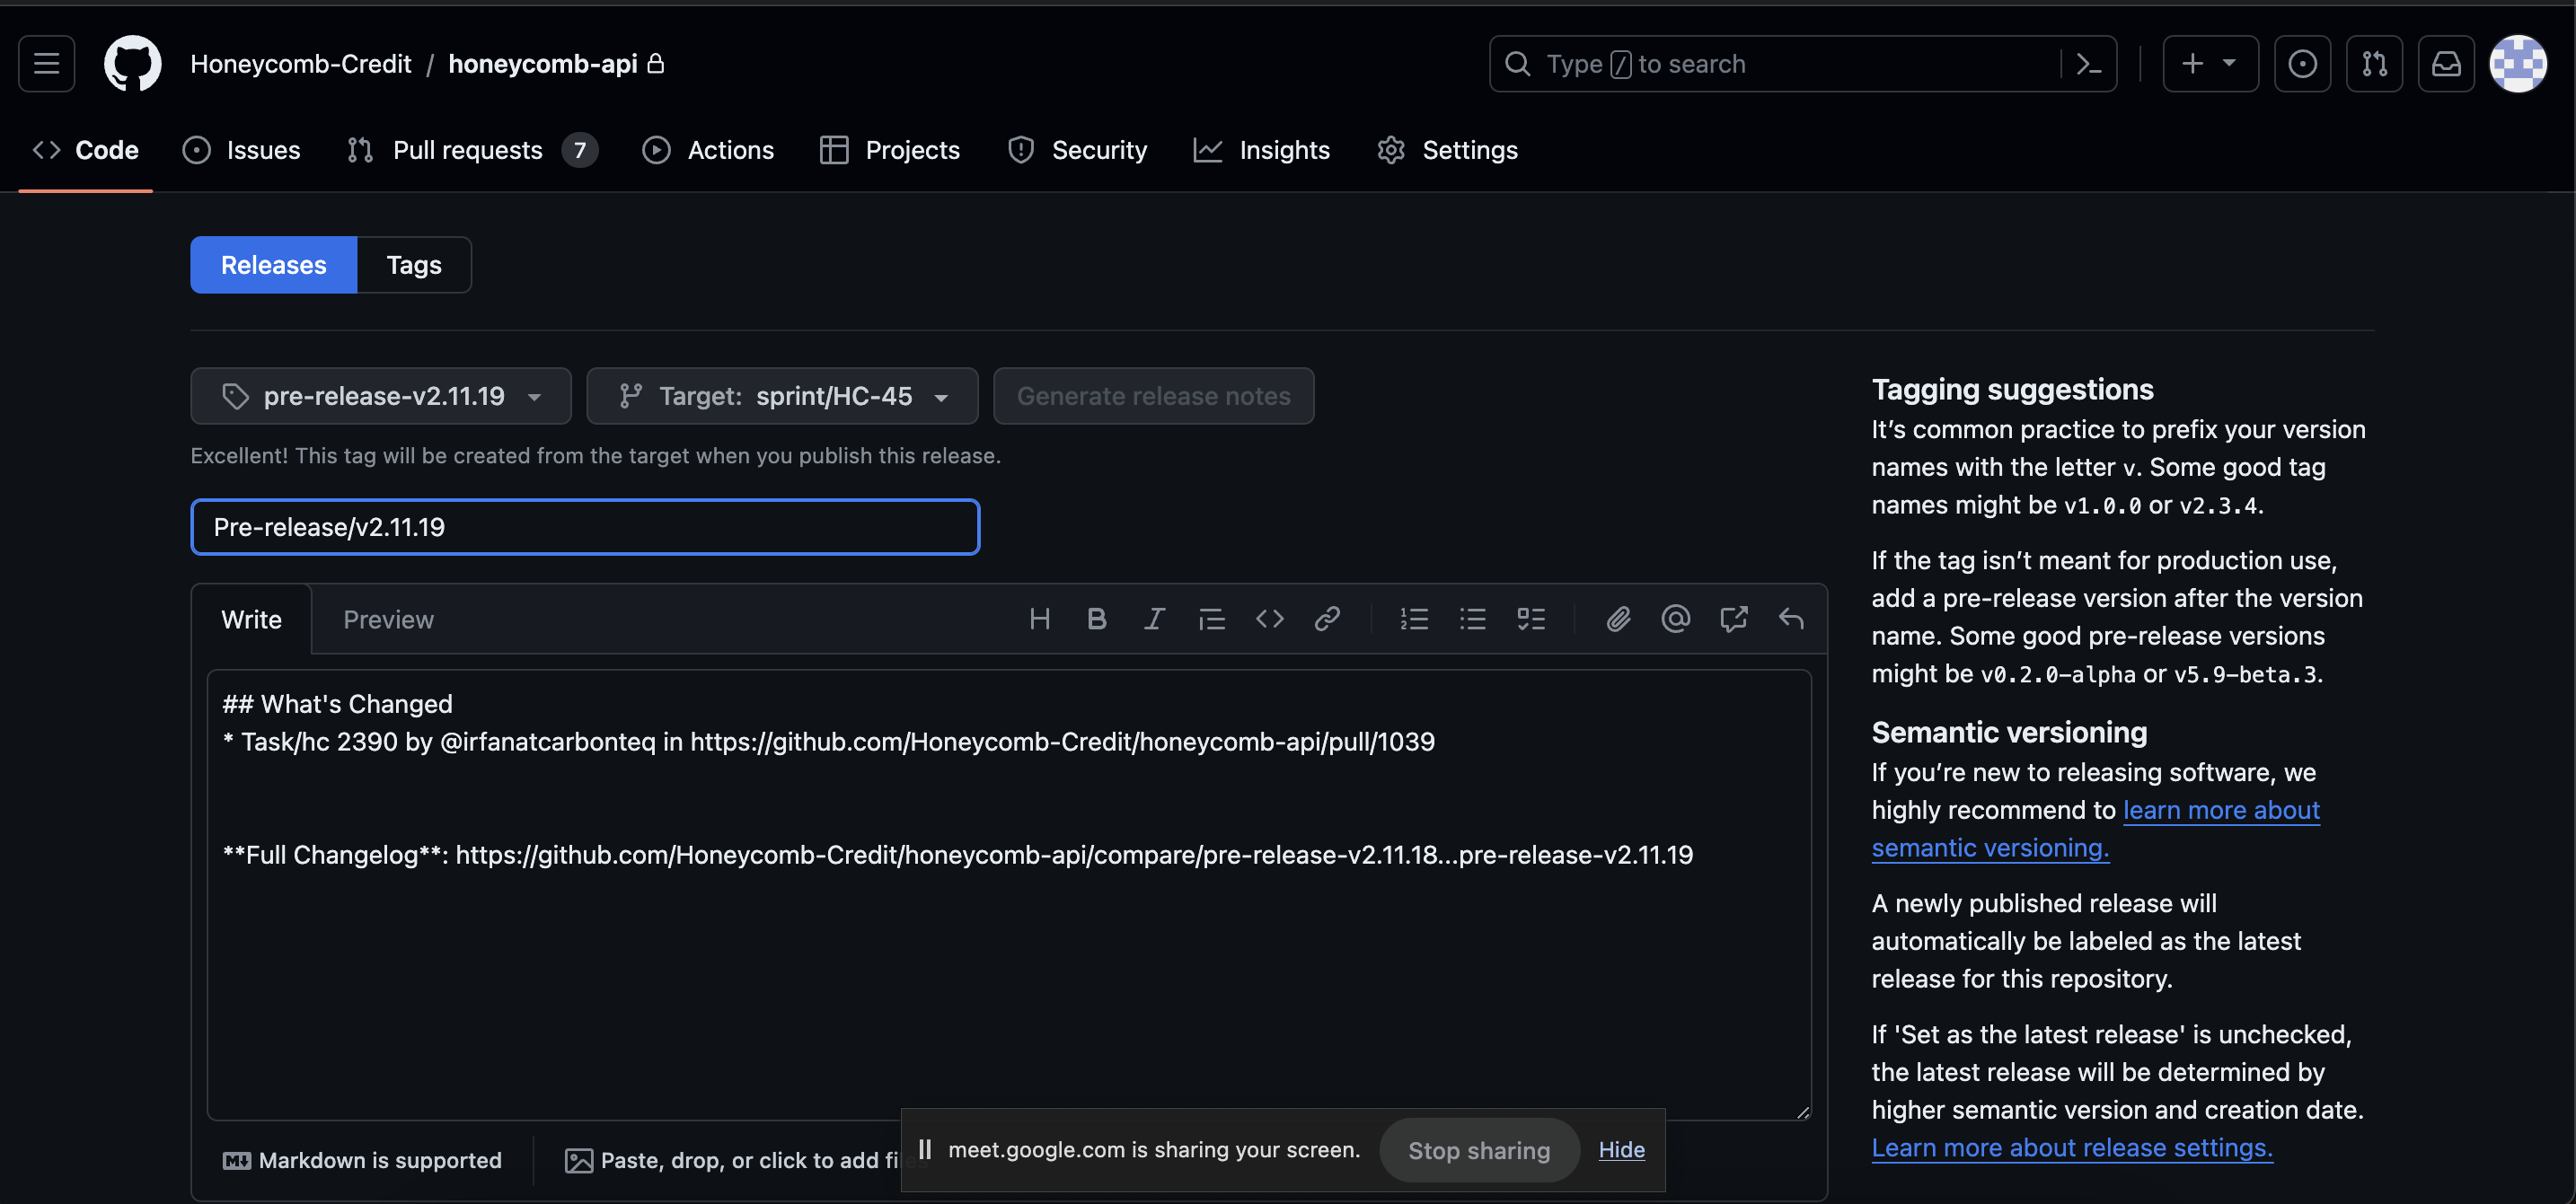 Honeycomb-Credit / honeycomb-api
Type / to search
Code
Issues
Pull requests 7
Actions
Projects
Security
Insights
Settings
Releases
Tags
pre-release-v2.11.19
Target: sprint/HC-45
Generate release notes
Excellent! This tag will be created from the target when you publish this release.
Pre-release/v2.11.19
Write
Preview
## What's Changed
* Task/hc 2390 by @irfanatcarbonteq in https://github.com/Honeycomb-Credit/honeycomb-api/pull/1039
**Full Changelog**: https://github.com/Honeycomb-Credit/honeycomb-api/compare/pre-release-v2.11.18...pre-release-v2.11.19
Markdown is supported
Paste, drop, or click to add files
meet.google.com is sharing your screen.
Stop sharing
Hide
Tagging suggestions
It's common practice to prefix your version
names with the letter v. Some good tag
names might be v1.0.0 or v2.3.4.
If the tag isn't meant for production use,
add a pre-release version after the version
name. Some good pre-release versions
might be v0.2.0-alpha or v5.9-beta.3.
Semantic versioning
If you're new to releasing software, we
highly recommend to learn more about
semantic versioning.
A newly published release will
automatically be labeled as the latest
release for this repository.
If 'Set as the latest release' is unchecked,
the latest release will be determined by
higher semantic version and creation date.
Learn more about release settings.